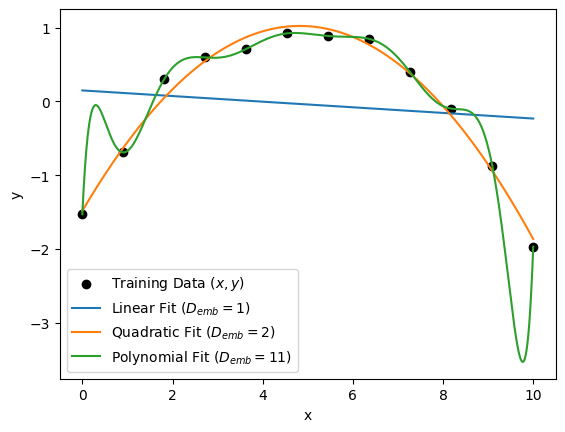 1
0
−1
−2
−3
y
0
2
4
6
8
10
x
Training Data (x, y)
Linear Fit (D_emb = 1)
Quadratic Fit (D_emb = 2)
Polynomial Fit (D_emb = 11)